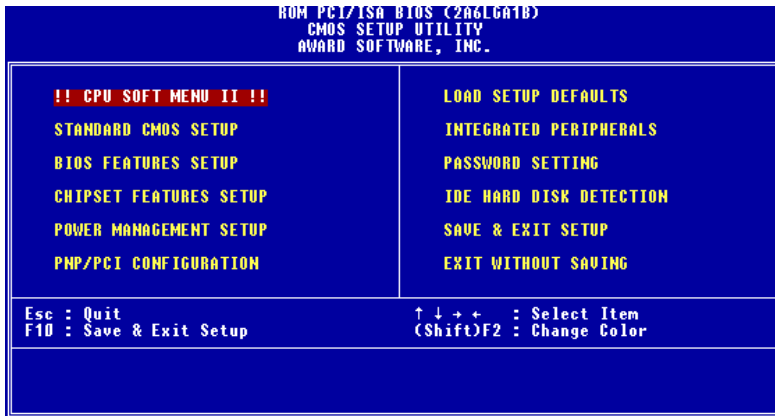 ROM PCI/ISA BIOS (2A6LGA1B)
CMOS SETUP UTILITY
AWARD SOFTWARE, INC.
!! CPU SOFT MENU II !!
STANDARD CMOS SETUP
BIOS FEATURES SETUP
CHIPSET FEATURES SETUP
POWER MANAGEMENT SETUP
PNP/PCI CONFIGURATION
LOAD SETUP DEFAULTS
INTEGRATED PERIPHERALS
PASSWORD SETTING
IDE HARD DISK DETECTION
SAVE & EXIT SETUP
EXIT WITHOUT SAVING
Esc : Quit
F10 : Save & Exit Setup
↑ ↓ → ← : Select Item
(Shift)F2 : Change Color